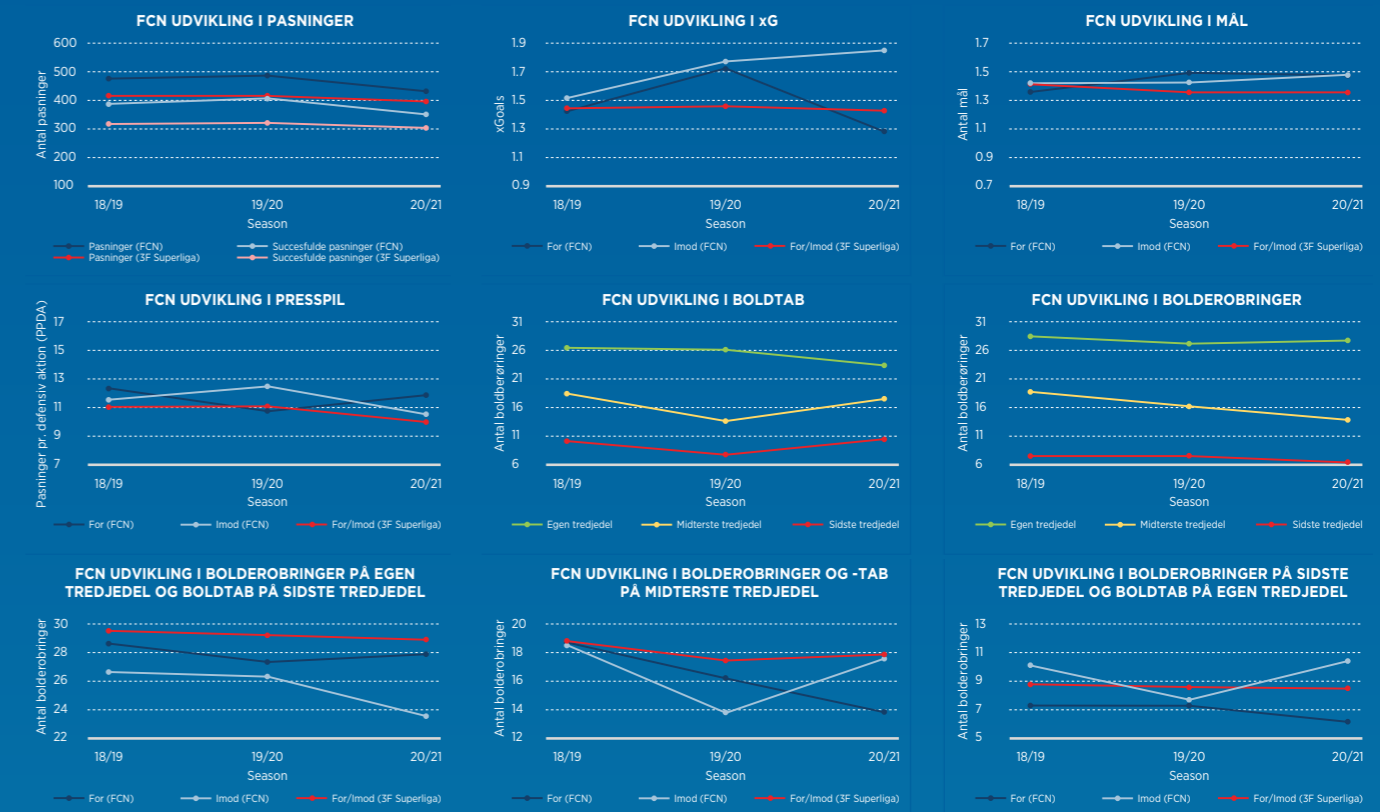 FCN UDVIKLING I PASNINGER
Antal pasninger
600
500
400
300
200
100
18/19
19/20
20/21
Season
Pasninger (FCN)
Succesfulde pasninger (FCN)
Pasninger (3F Superliga)
Succesfulde pasninger (3F Superliga)
FCN UDVIKLING I xG
xGoals
1.9
1.7
1.5
1.3
1.1
0.9
18/19
19/20
20/21
Season
For (FCN)
Imod (FCN)
For/Imod (3F Superliga)
FCN UDVIKLING I MÅL
Antal mål
1.7
1.5
1.3
1.1
0.9
0.7
18/19
19/20
20/21
Season
For (FCN)
Imod (FCN)
For/Imod (3F Superliga)
FCN UDVIKLING I PRESSPIL
Pasninger pr. defensiv aktion (PPDA)
17
15
13
11
9
7
18/19
19/20
20/21
Season
For (FCN)
Imod (FCN)
For/Imod (3F Superliga)
FCN UDVIKLING I BOLDTAB
Antal boldberøringer
31
26
21
16
11
6
18/19
19/20
20/21
Season
Egen tredjedel
Midterste tredjedel
Sidste tredjedel
FCN UDVIKLING I BOLDEROBRINGER
Antal boldberøringer
31
26
21
16
11
6
18/19
19/20
20/21
Season
Egen tredjedel
Midterste tredjedel
Sidste tredjedel
FCN UDVIKLING I BOLDEROBRINGER PÅ EGEN
TREDJEDEL OG BOLDTAB PÅ SIDSTE TREDJEDEL
Antal bolderobringer
30
28
26
24
22
18/19
19/20
20/21
Season
For (FCN)
Imod (FCN)
For/Imod (3F Superliga)
FCN UDVIKLING I BOLDEROBRINGER OG -TAB
PÅ MIDTERSTE TREDJEDEL
Antal bolderobringer
20
18
16
14
12
18/19
19/20
20/21
Season
For (FCN)
Imod (FCN)
For/Imod (3F Superliga)
FCN UDVIKLING I BOLDEROBRINGER PÅ SIDSTE
TREDJEDEL OG BOLDTAB PÅ EGEN TREDJEDEL
Antal bolderobringer
13
11
9
7
5
18/19
19/20
20/21
Season
For (FCN)
Imod (FCN)
For/Imod (3F Superliga)